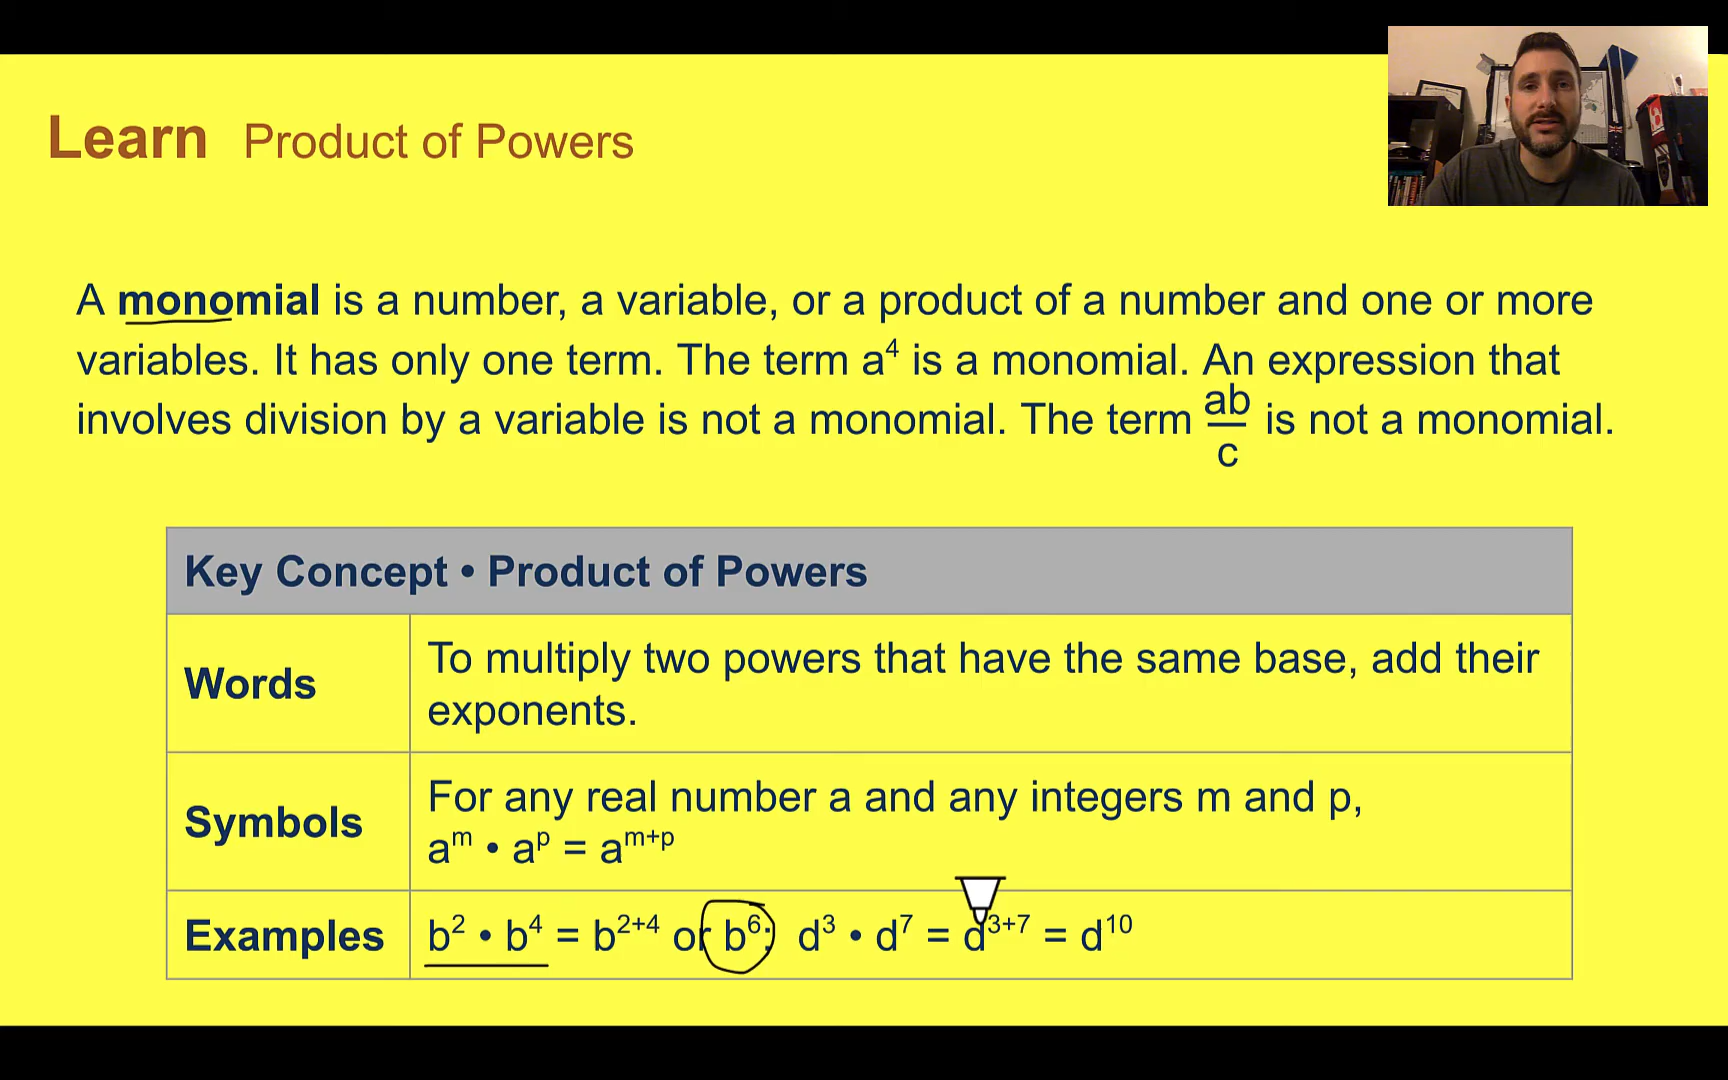 Learn Product of Powers
A monomial is a number, a variable, or a product of a number and one or more
variables. It has only one term. The term a⁴ is a monomial. An expression that
involves division by a variable is not a monomial. The term ab/c is not a monomial.
Key Concept • Product of Powers
Words
To multiply two powers that have the same base, add their
exponents.
Symbols
For any real number a and any integers m and p,
aᵐ • aᵖ = aᵐ⁺ᵖ
Examples
b² • b⁴ = b²⁺⁴ or b⁶; d³ • d⁷ = d³⁺⁷ = d¹⁰